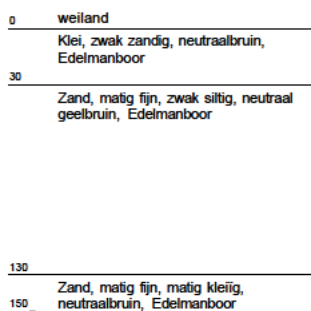 0 weiland
Klei, zwak zandig, neutraalbruin,
Edelmanboor
30
Zand, matig fijn, zwak siltig, neutraal
geelbruin, Edelmanboor
130
Zand, matig fijn, matig kleiïg,
150 neutraalbruin, Edelmanboor